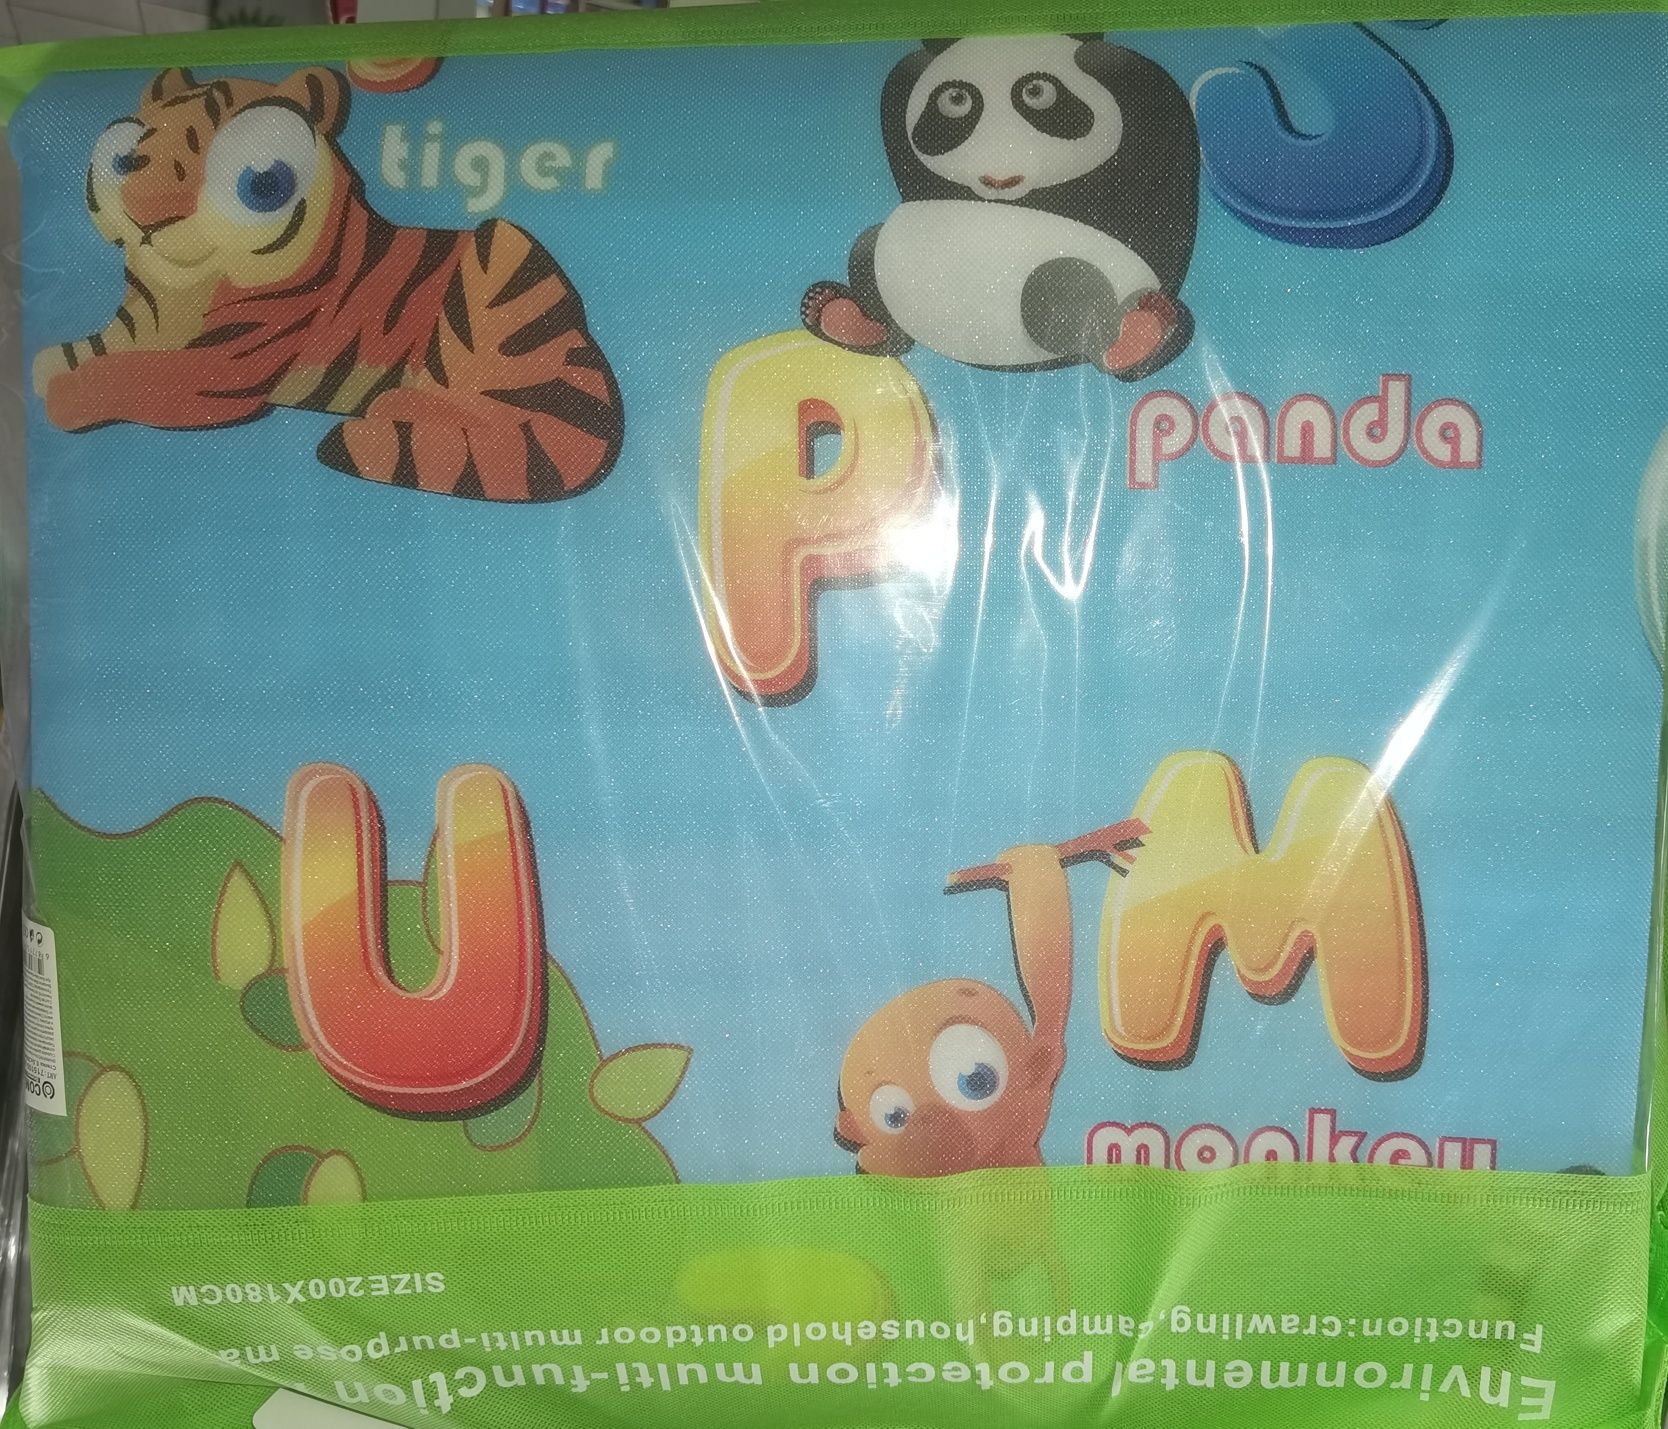 tiger
panda
P
U
M
monkey
SIZE200X180CM
Function:crawling,camping,household outdoor multi-purpose ma
Environmental protection multi-function